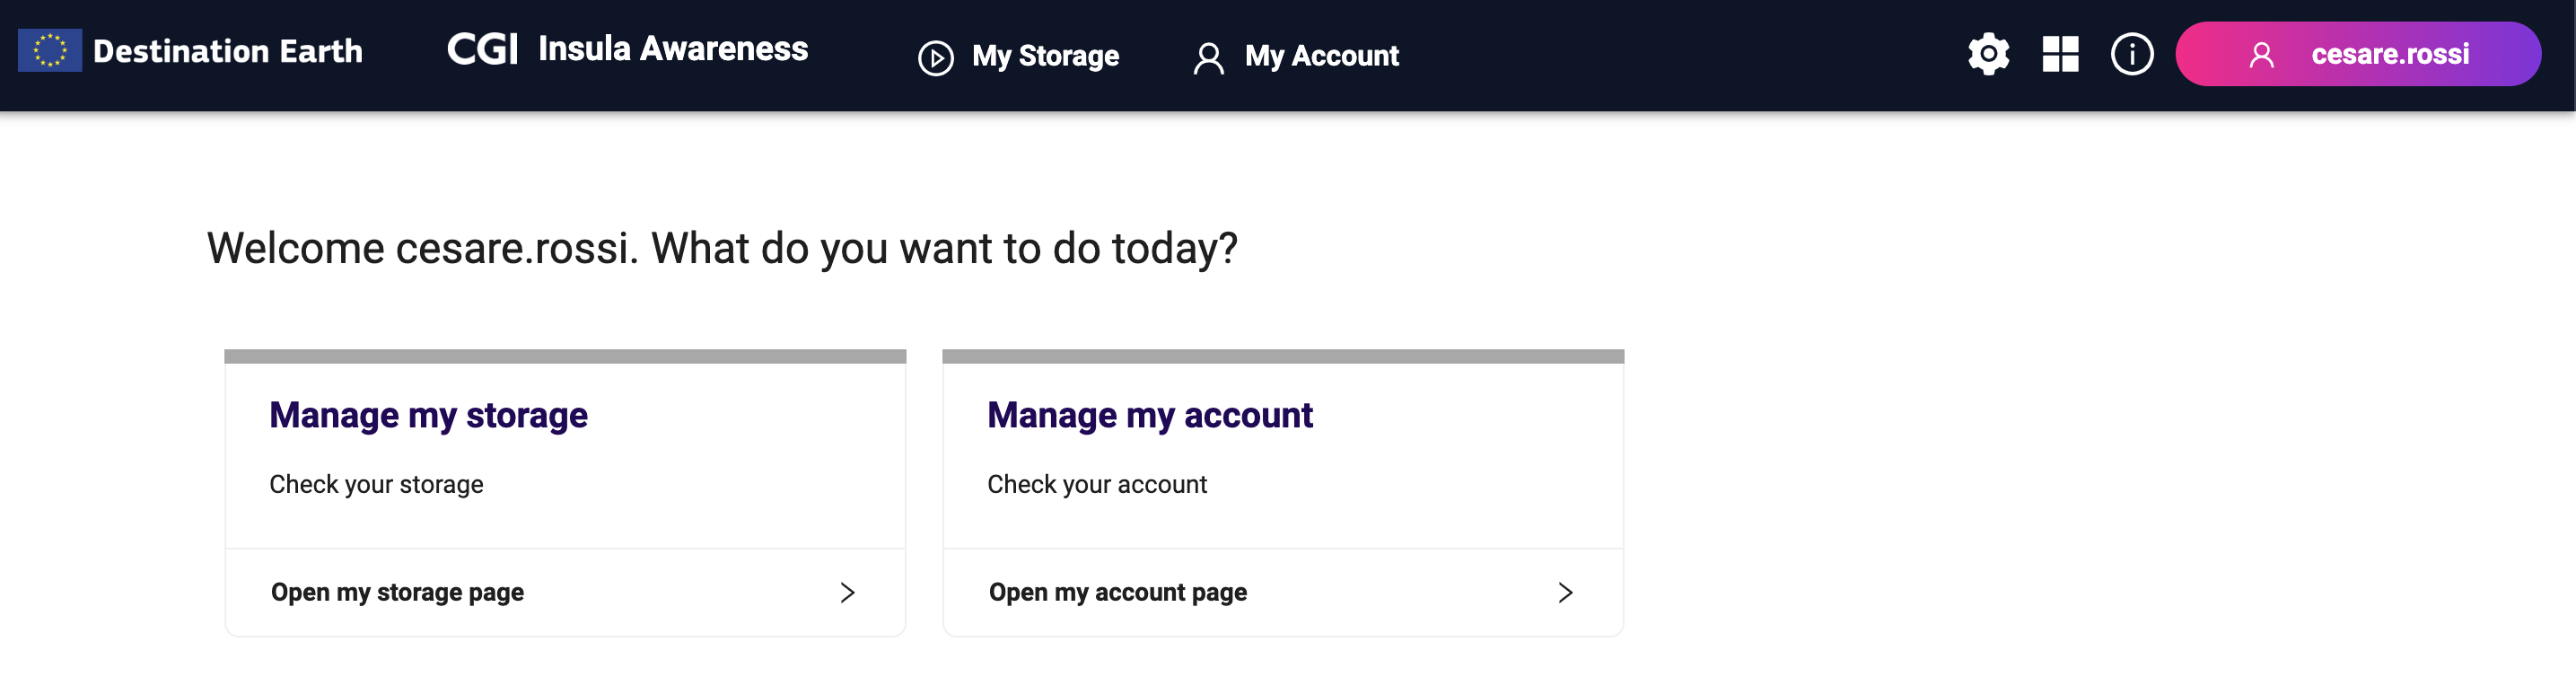 Destination Earth
CGI Insula Awareness
My Storage
My Account
cesare.rossi
Welcome cesare.rossi. What do you want to do today?
Manage my storage
Check your storage
Open my storage page
Manage my account
Check your account
Open my account page